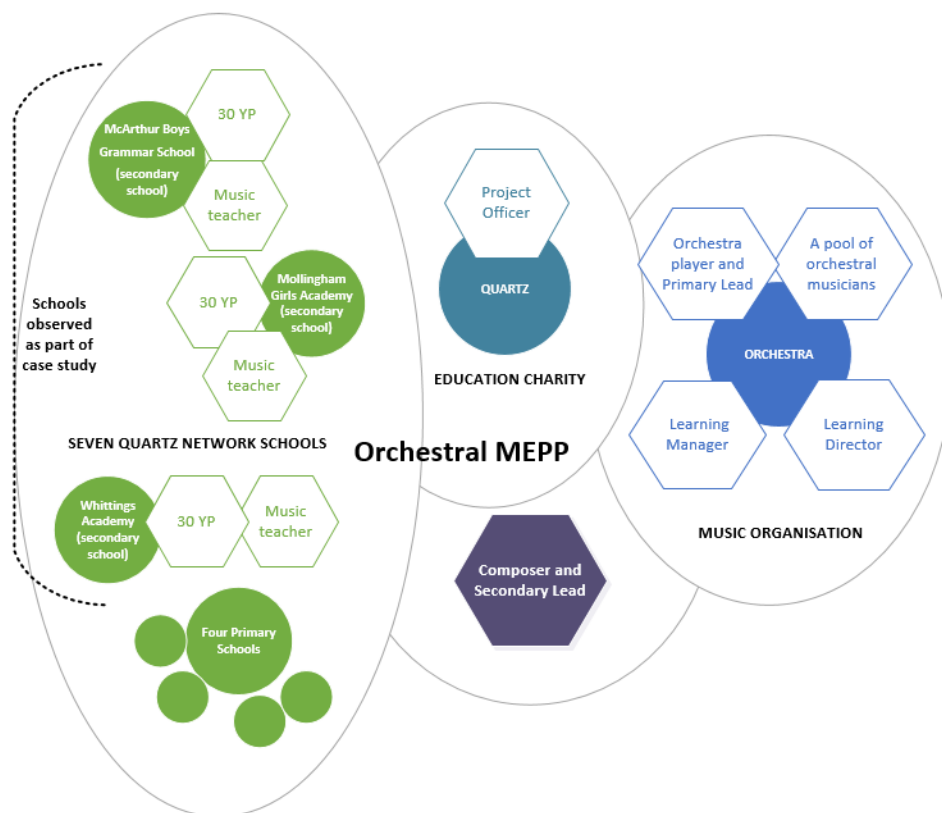 30 YP
McArthur Boys
Grammar School
(secondary
school)
Music
teacher
Mollingham
Girls Academy
(secondary
school)
30 YP
Music
teacher
Schools
observed
as part of
case study
SEVEN QUARTZ NETWORK SCHOOLS
Whittings
Academy
(secondary
school)
30 YP
Music
teacher
Four Primary
Schools
Project
Officer
QUARTZ
EDUCATION CHARITY
Orchestral MEPP
Composer and
Secondary Lead
Orchestra
player and
Primary Lead
A pool of
orchestral
musicians
ORCHESTRA
Learning
Manager
Learning
Director
MUSIC ORGANISATION